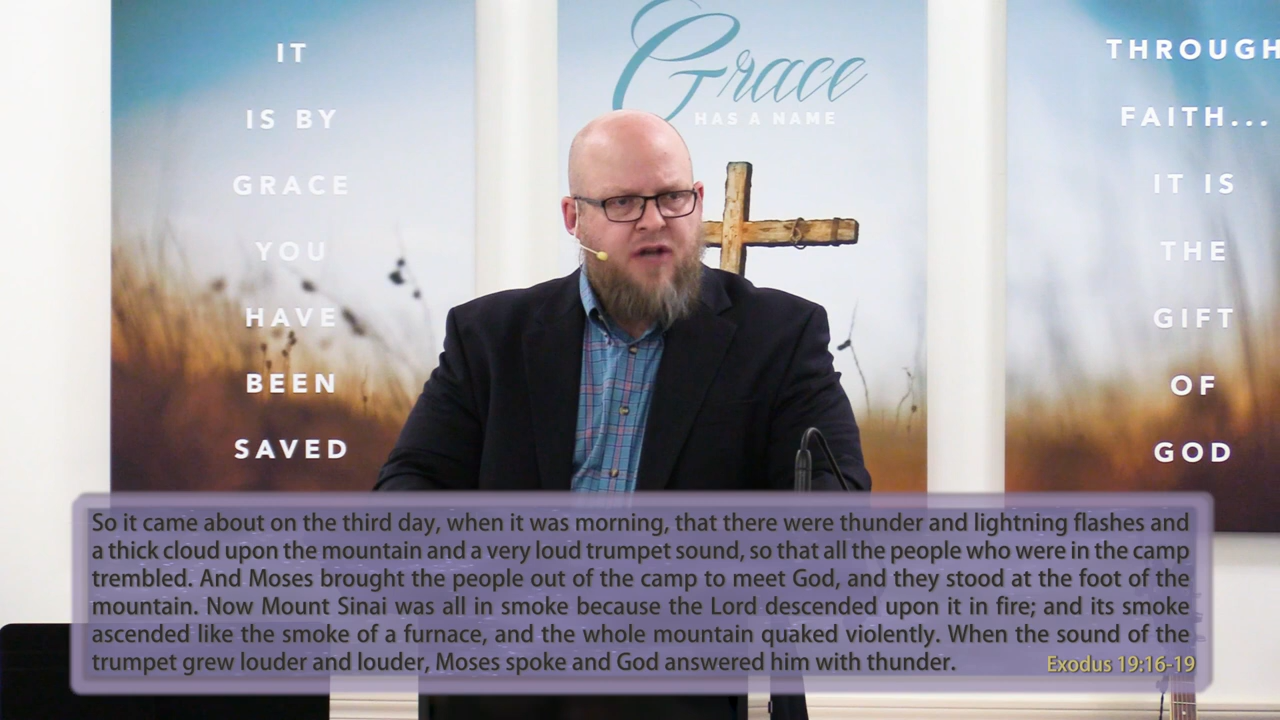 IT
IS BY
GRACE
YOU
HAVE
BEEN
SAVED
Grace
HAS A NAME
THROUGH
FAITH...
IT IS
THE
GIFT
OF
GOD
So it came about on the third day, when it was morning, that there were thunder and lightning flashes and
a thick cloud upon the mountain and a very loud trumpet sound, so that all the people who were in the camp
trembled. And Moses brought the people out of the camp to meet God, and they stood at the foot of the
mountain. Now Mount Sinai was all in smoke because the Lord descended upon it in fire; and its smoke
ascended like the smoke of a furnace, and the whole mountain quaked violently. When the sound of the
trumpet grew louder and louder, Moses spoke and God answered him with thunder.
Exodus 19:16-19